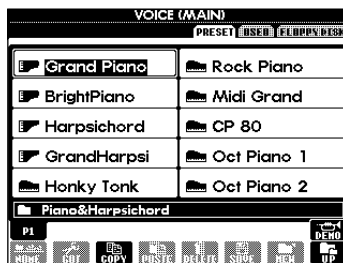 VOICE (MAIN)
PRESET USER FLOPPY DISK
Grand Piano
BrightPiano
Harpsichord
GrandHarpsi
Honky Tonk
Rock Piano
Midi Grand
CP 80
Oct Piano 1
Oct Piano 2
Piano&Harpsichord
P1
DEMO
NAME CUT COPY PASTE DELETE SAVE NEW UP